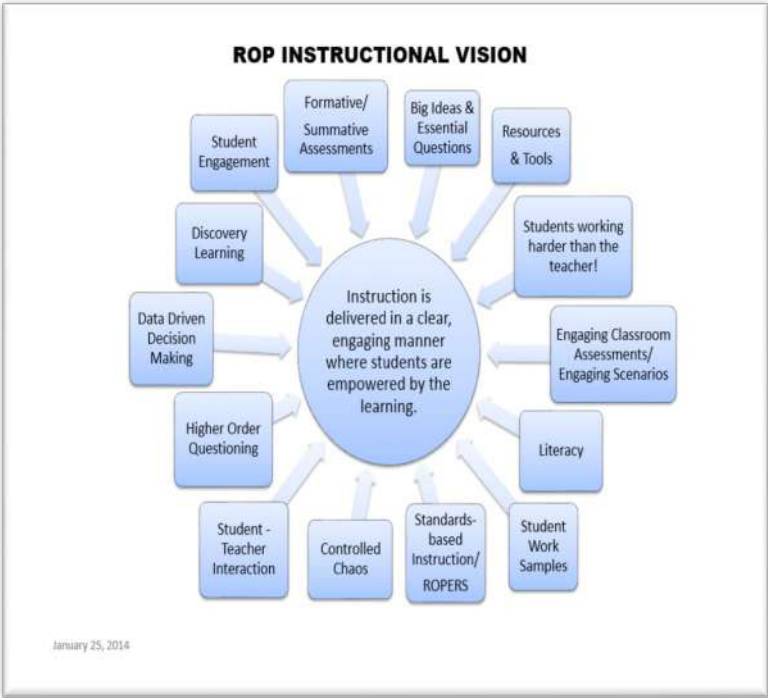 ROP INSTRUCTIONAL VISION
Formative/
Summative
Assessments
Big Ideas &
Essential
Questions
Resources
& Tools
Student
Engagement
Students working
harder than the
teacher!
Discovery
Learning
Instruction is
delivered in a clear,
engaging manner
where students are
empowered by the
learning.
Data Driven
Decision
Making
Engaging Classroom
Assessments/
Engaging Scenarios
Higher Order
Questioning
Literacy
Student -
Teacher
Interaction
Controlled
Chaos
Standards-
based
Instruction/
ROPERS
Student
Work
Samples
January 25, 2014